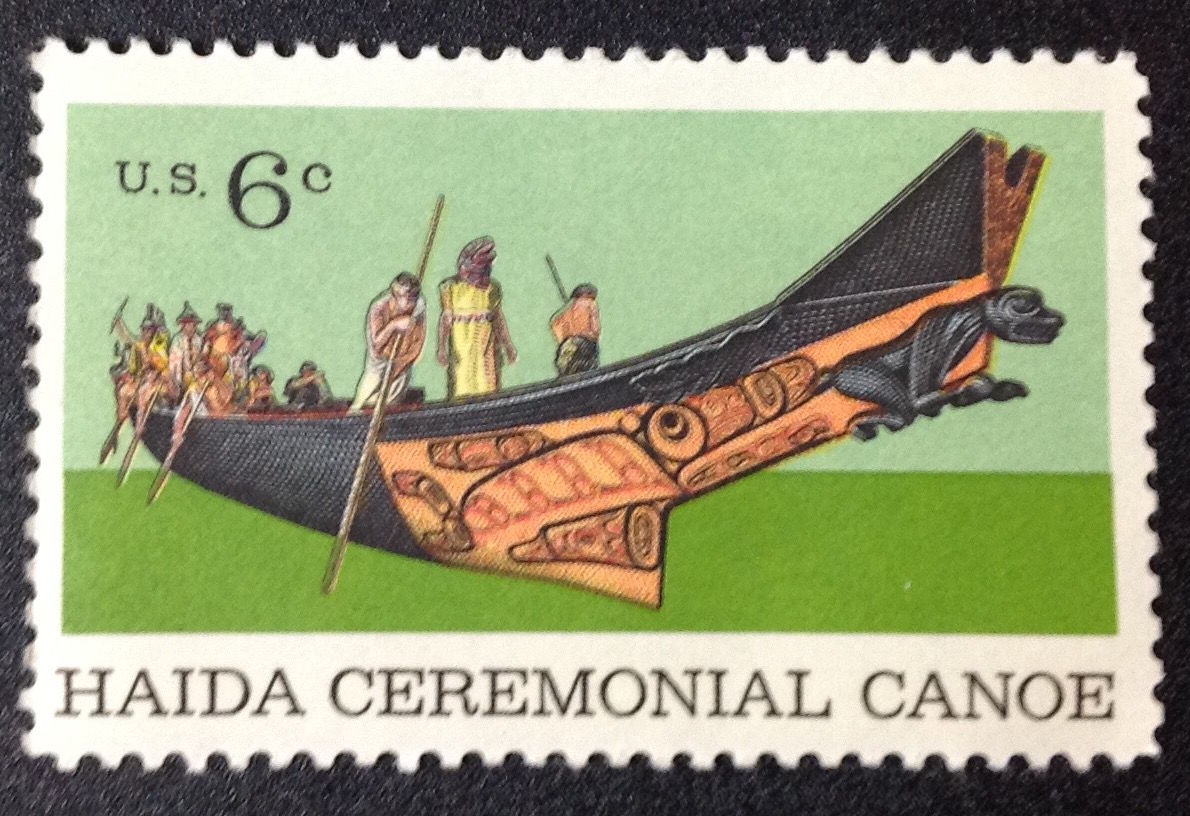 U.S. 6c
HAIDA CEREMONIAL CANOE